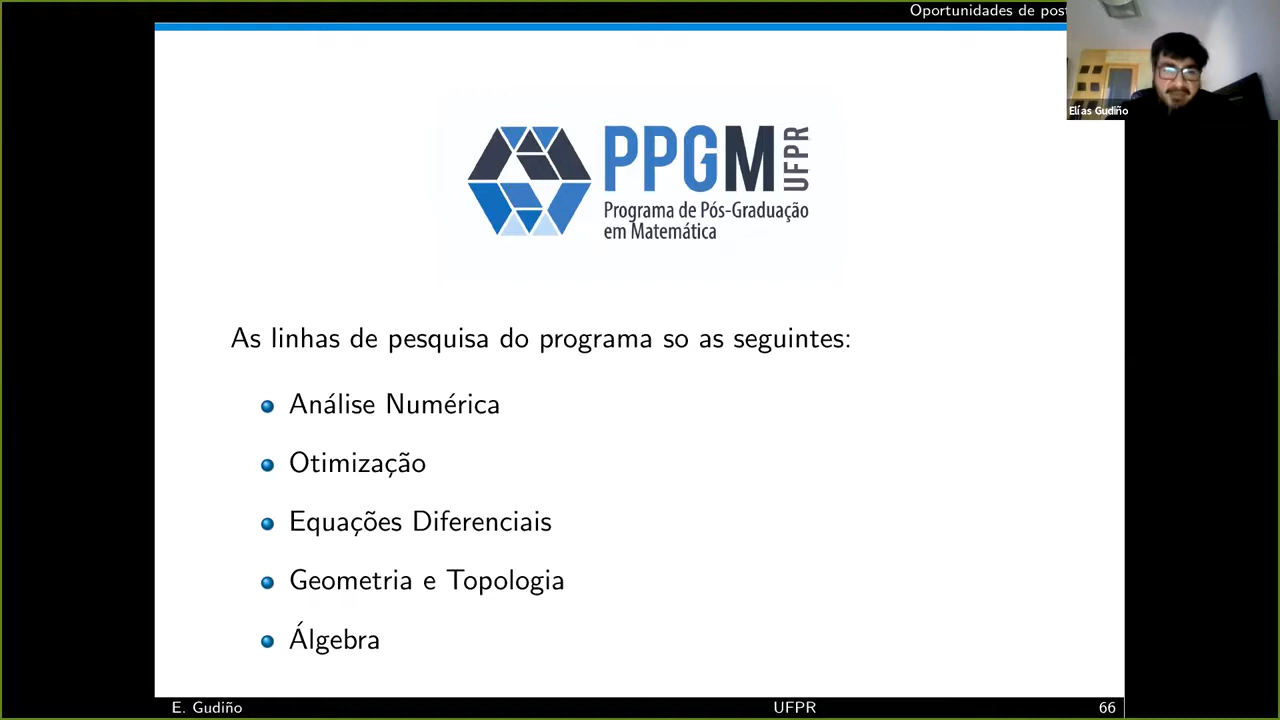 Oportunidades de
Elías Gudiño
PPGM UFPR
Programa de Pós-Graduação
em Matemática
As linhas de pesquisa do programa so as seguintes:
Análise Numérica
Otimização
Equações Diferenciais
Geometria e Topologia
Álgebra
E. Gudiño
UFPR
66